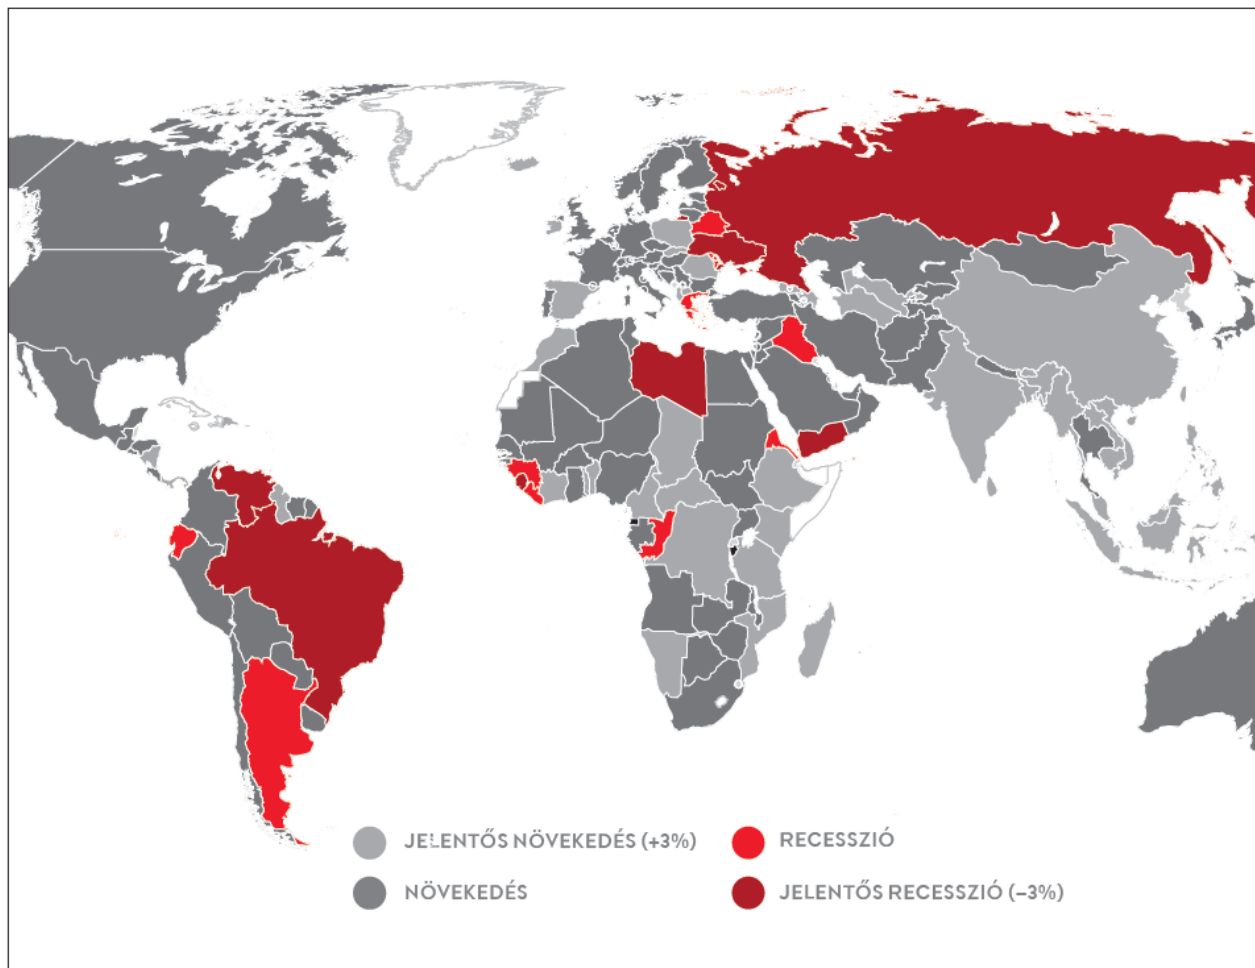 JELENTŐS NÖVEKEDÉS (+3%)
RECESSZIÓ
NÖVEKEDÉS
JELENTŐS RECESSZIÓ (–3%)